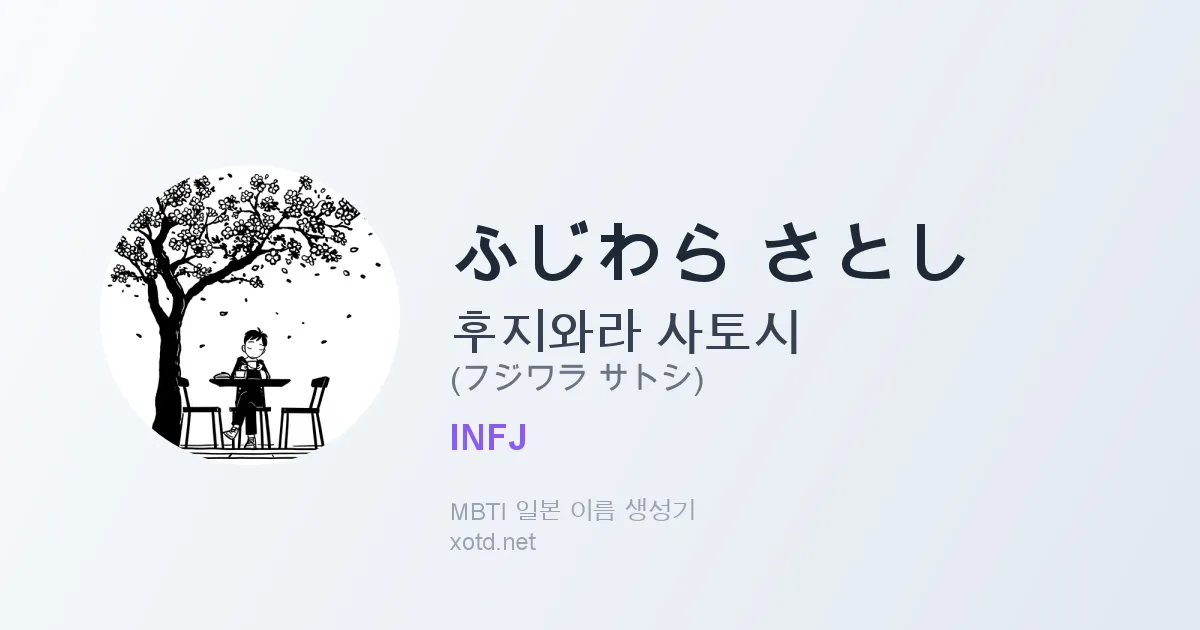 ふじわら さとし
후지와라 사토시
(フジワラ サトシ)
INFJ
MBTI 일본 이름 생성기
xotd.net